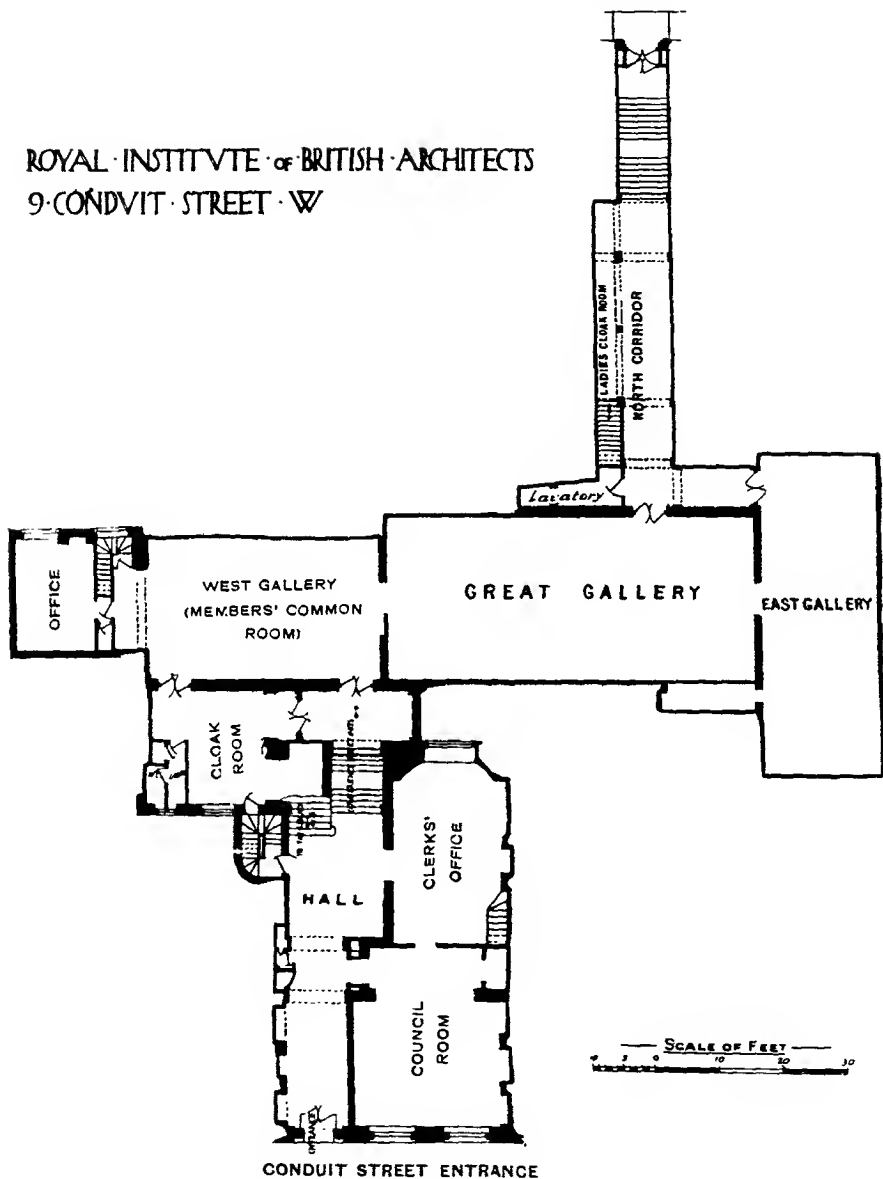 ROYAL · INSTITVTE · of · BRITISH · ARCHITECTS
9 · CONDVIT · STREET · W
LADIES CLOAK ROOM
NORTH CORRIDOR
Lavatory
OFFICE
WEST GALLERY
(MEMBERS' COMMON
ROOM)
GREAT GALLERY
EAST GALLERY
CLOAK
ROOM
CLERKS'
OFFICE
HALL
COUNCIL
ROOM
SCALE OF FEET
0 10 20 30
ENTRANCE
CONDUIT STREET ENTRANCE